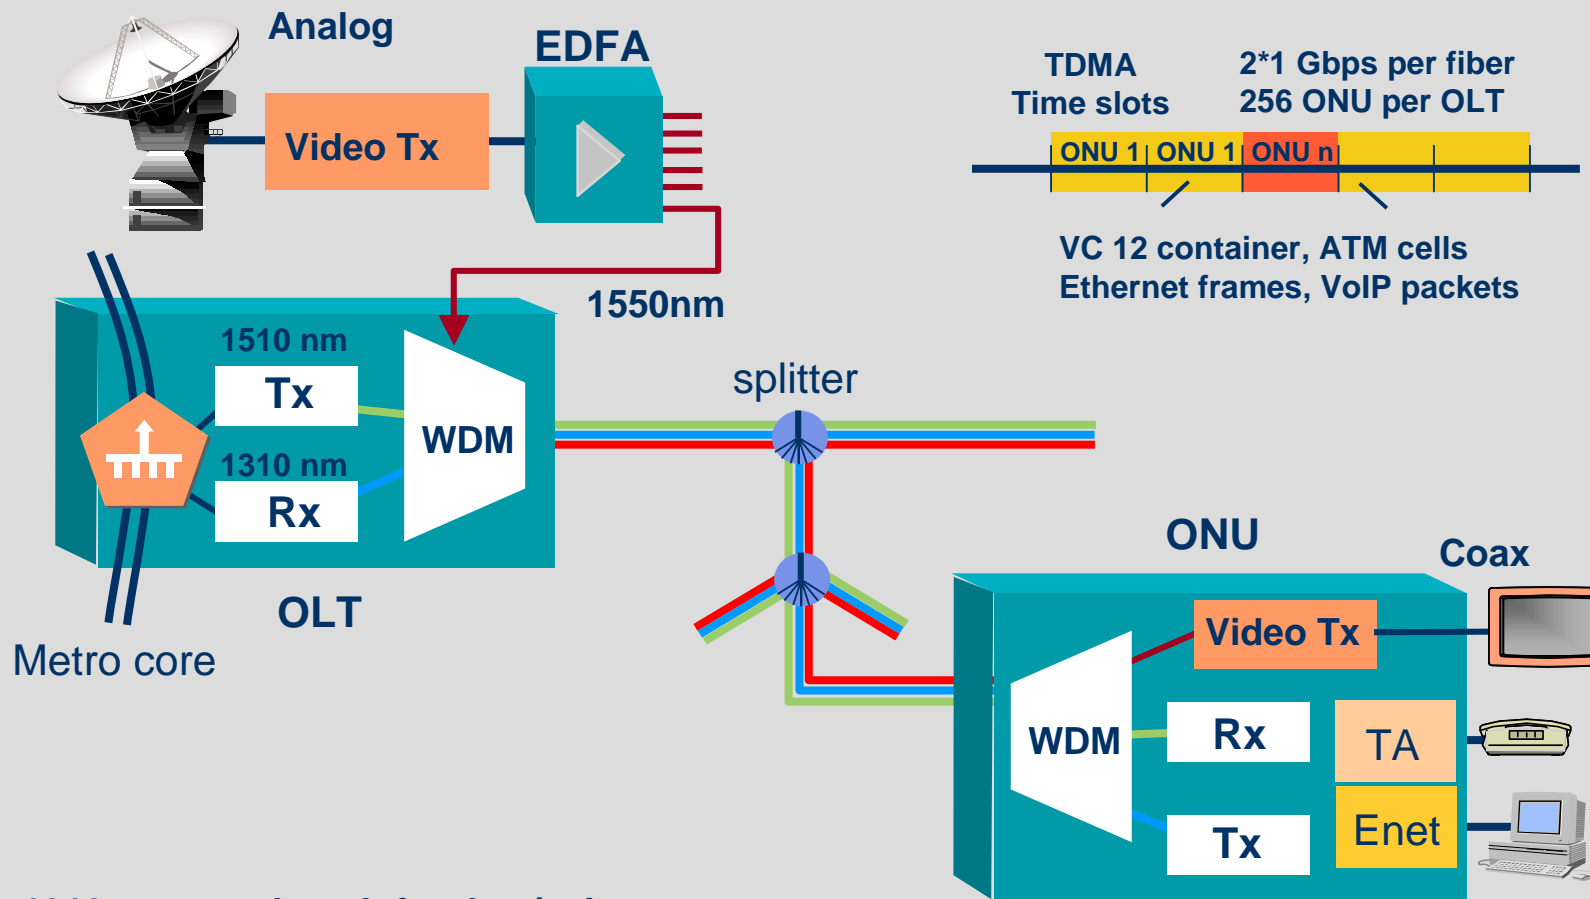 Analog
EDFA
Video Tx
1550nm
TDMA
Time slots
2*1 Gbps per fiber
256 ONU per OLT
ONU 1
ONU 1
ONU n
VC 12 container, ATM cells
Ethernet frames, VoIP packets
1510 nm
Tx
1310 nm
Rx
WDM
OLT
Metro core
splitter
ONU
Coax
Video Tx
WDM
Rx
TA
Tx
Enet